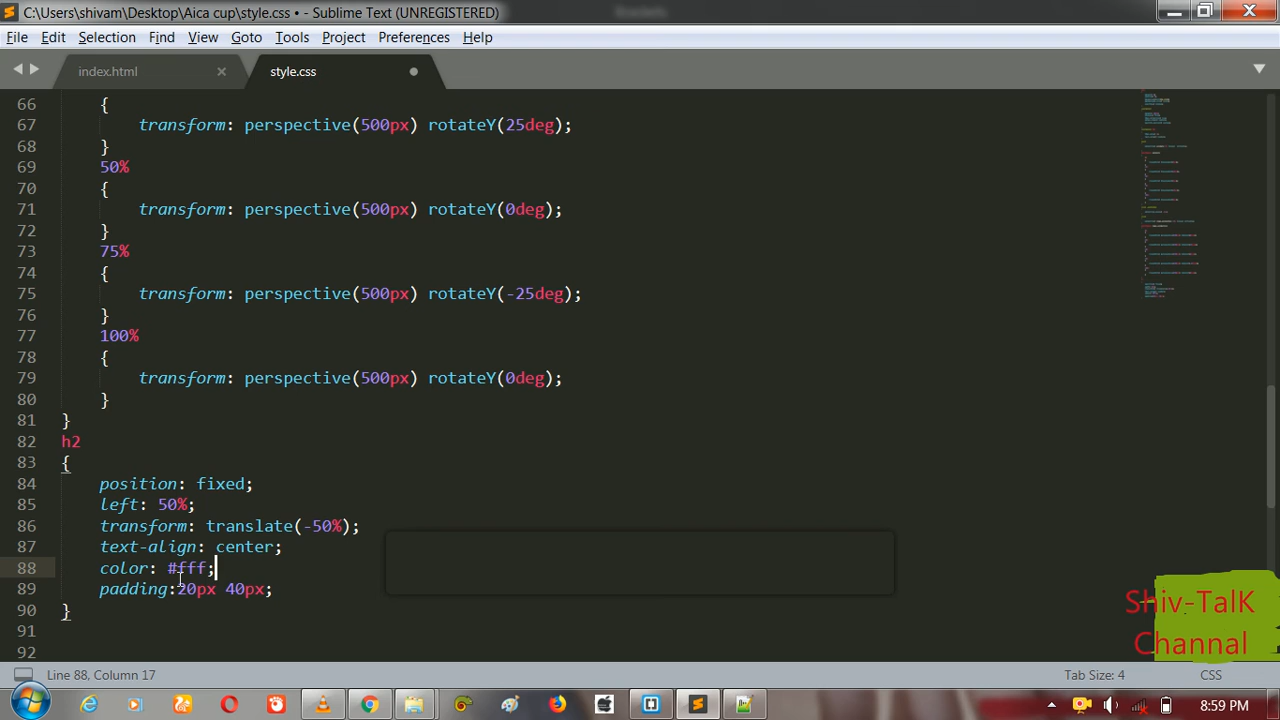 C:\Users\shivam\Desktop\Aica cup\style.css • - Sublime Text (UNREGISTERED)
File Edit Selection Find View Goto Tools Project Preferences Help
index.html style.css
66 {
67 transform: perspective(500px) rotateY(25deg);
68 }
69 50%
70 {
71 transform: perspective(500px) rotateY(0deg);
72 }
73 75%
74 {
75 transform: perspective(500px) rotateY(-25deg);
76 }
77 100%
78 {
79 transform: perspective(500px) rotateY(0deg);
80 }
81 }
82 h2
83 {
84 position: fixed;
85 left: 50%;
86 transform: translate(-50%);
87 text-align: center;
88 color: #fff;
89 padding:20px 40px;
90 }
91
92
Shiv-TalK
Channal
Line 88, Column 17 Tab Size: 4 CSS
8:59 PM